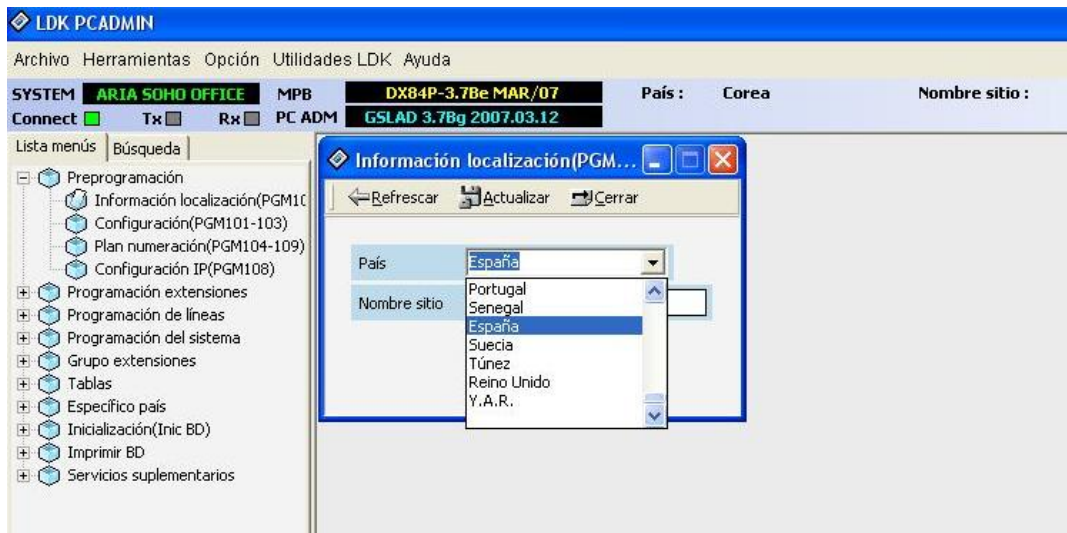 LDK PCADMIN
Archivo Herramientas Opción Utilidades LDK Ayuda
SYSTEM ARIA SOHO OFFICE MPB DX84P-3.7Be MAR/07 País : Corea Nombre sitio :
Connect Tx Rx PC ADM GSLAD 3.7Bg 2007.03.12
Lista menús Búsqueda
Preprogramación
Información localización(PGM10
Configuración(PGM101-103)
Plan numeración(PGM104-109)
Configuración IP(PGM108)
Programación extensiones
Programación de líneas
Programación del sistema
Grupo extensiones
Tablas
Específico país
Inicialización(Inic BD)
Imprimir BD
Servicios suplementarios
Información localización(PGM...
Refrescar Actualizar Cerrar
País España
Nombre sitio
Portugal
Senegal
España
Suecia
Túnez
Reino Unido
Y.A.R.